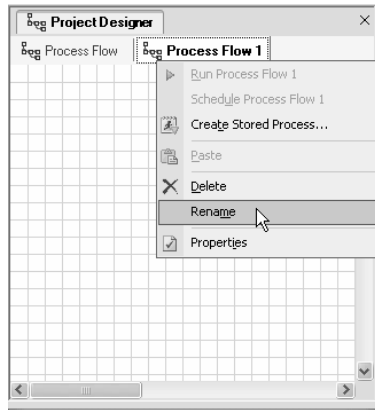 Project Designer
Process Flow Process Flow 1
Run Process Flow 1
Schedule Process Flow 1
Create Stored Process...
Paste
Delete
Rename
Properties